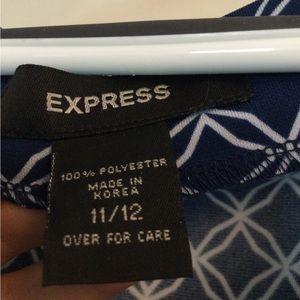 EXPRESS
100% POLYESTER
MADE IN
KOREA
11/12
OVER FOR CARE